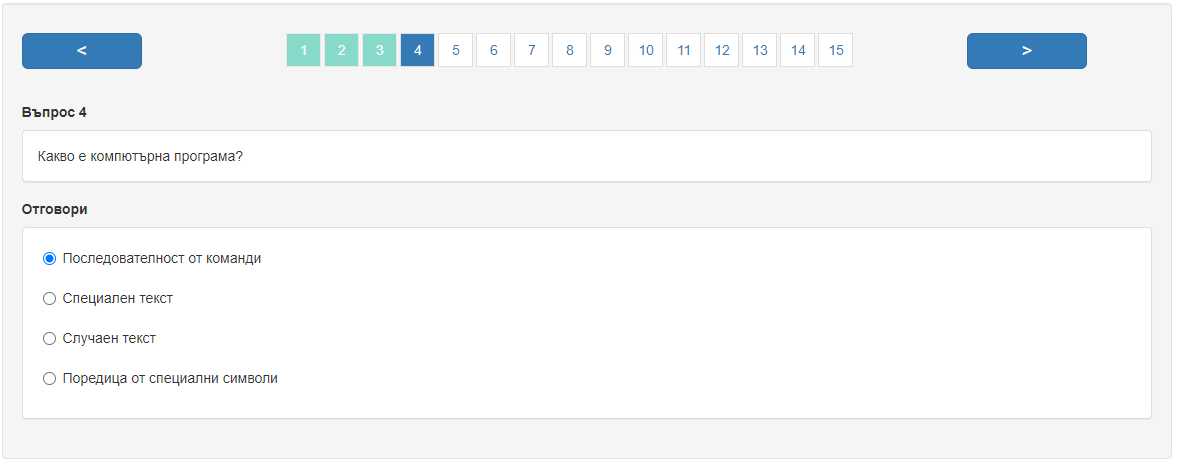 < 1 2 3 4 5 6 7 8 9 10 11 12 13 14 15 >
Въпрос 4
Какво е компютърна програма?
Отговори
Последователност от команди
Специален текст
Случаен текст
Поредица от специални символи